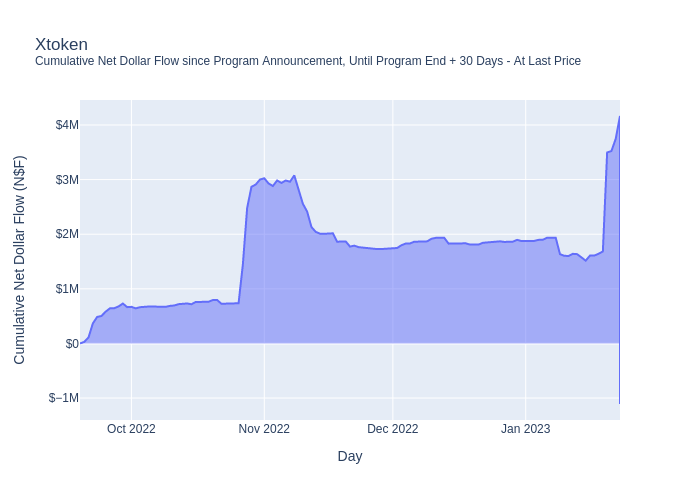 Xtoken
Cumulative Net Dollar Flow since Program Announcement, Until Program End + 30 Days - At Last Price
Cumulative Net Dollar Flow (N$F)
$4M
$3M
$2M
$1M
$0
$−1M
Oct 2022
Nov 2022
Dec 2022
Jan 2023
Day